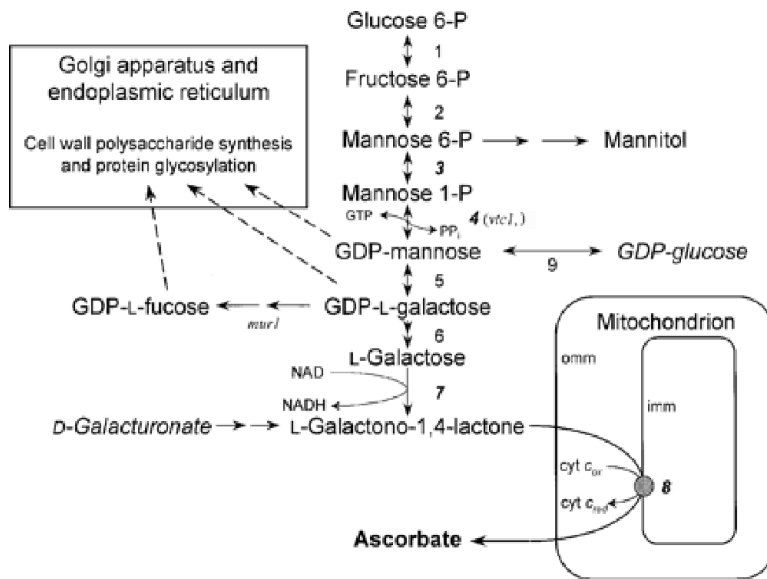 Glucose 6-P
1
Golgi apparatus and
endoplasmic reticulum
Cell wall polysaccharide synthesis
and protein glycosylation
Fructose 6-P
2
Mannose 6-P
Mannitol
3
Mannose 1-P
GTP
PPi
4 (vtc1,)
GDP-mannose
9
GDP-glucose
5
GDP-L-fucose
mur1
GDP-L-galactose
6
L-Galactose
NAD
7
NADH
D-Galacturonate
L-Galactono-1,4-lactone
Mitochondrion
omm
imm
cyt c or
8
cyt c red
Ascorbate